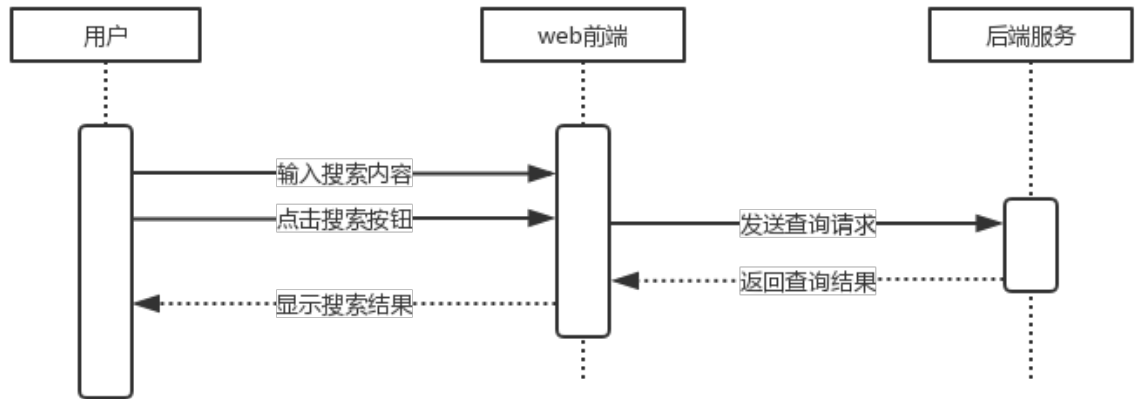 用户
web前端
后端服务
输入搜索内容
点击搜索按钮
发送查询请求
返回查询结果
显示搜索结果